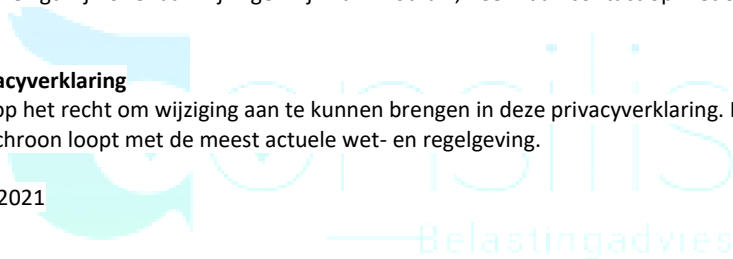 acyverklaring
op het recht om wijziging aan te kunnen brengen in deze privacyverklaring.
chroon loopt met de meest actuele wet- en regelgeving.
2021
onsilis
Belastingadvies